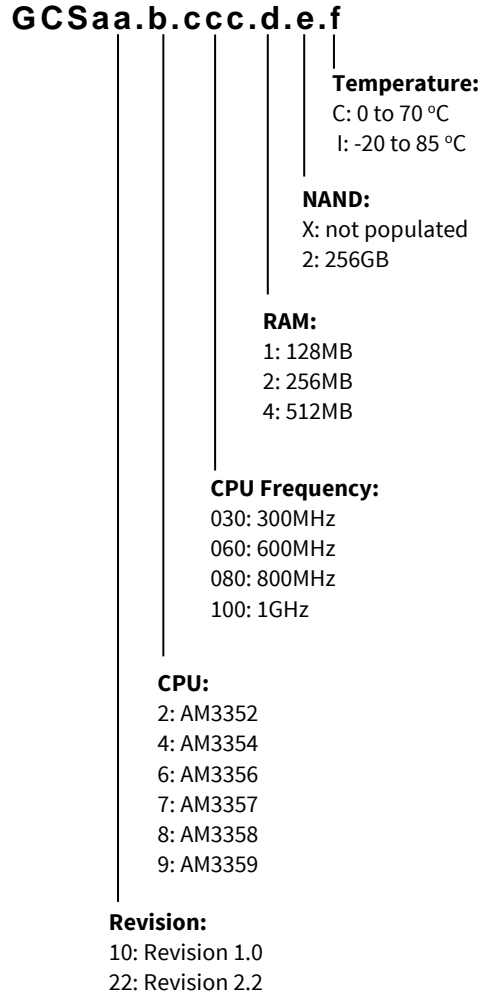 GCSaa.b.ccc.d.e.f
Temperature:
C: 0 to 70 ºC
I: -20 to 85 ºC
NAND:
X: not populated
2: 256GB
RAM:
1: 128MB
2: 256MB
4: 512MB
CPU Frequency:
030: 300MHz
060: 600MHz
080: 800MHz
100: 1GHz
CPU:
2: AM3352
4: AM3354
6: AM3356
7: AM3357
8: AM3358
9: AM3359
Revision:
10: Revision 1.0
22: Revision 2.2